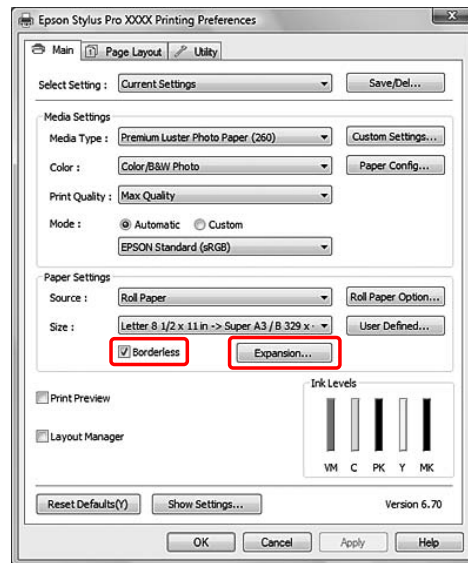 Epson Stylus Pro XXXX Printing Preferences
Main Page Layout Utility
Select Setting : Current Settings Save/Del...
Media Settings
Media Type : Premium Luster Photo Paper (260) Custom Settings...
Color : Color/B&W Photo Paper Config...
Print Quality : Max Quality
Mode : Automatic Custom
EPSON Standard (sRGB)
Paper Settings
Source : Roll Paper Roll Paper Option...
Size : Letter 8 1/2 x 11 in -> Super A3 / B 329 x User Defined...
Borderless Expansion...
Print Preview
Layout Manager
Ink Levels
VM C PK Y MK
Reset Defaults(Y) Show Settings... Version 6.70
OK Cancel Apply Help